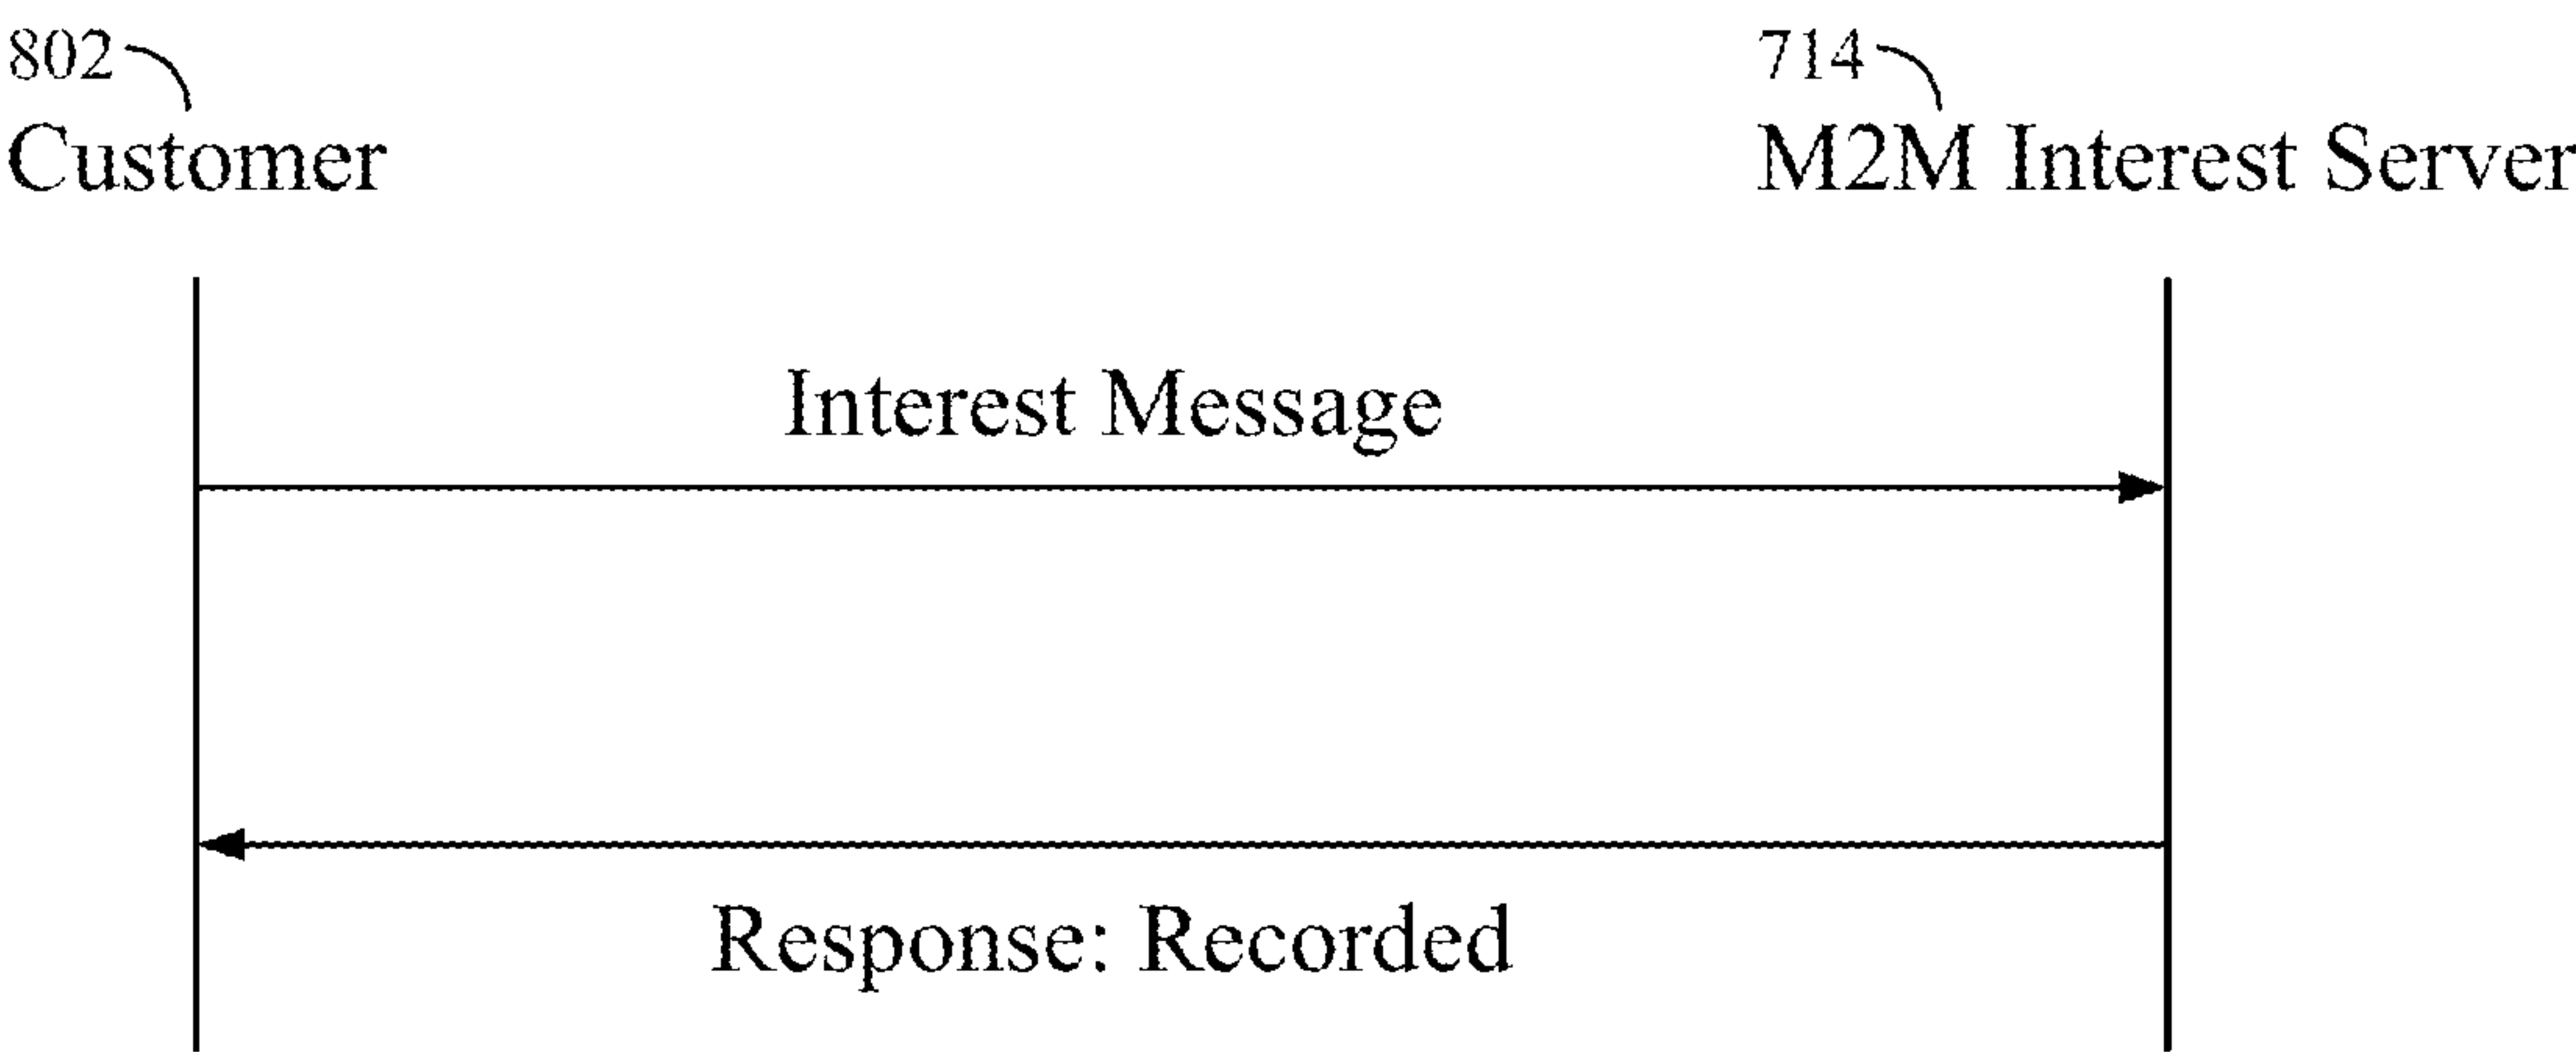 802
714
Customer
M2M Interest Server
Interest Message
Response: Recorded